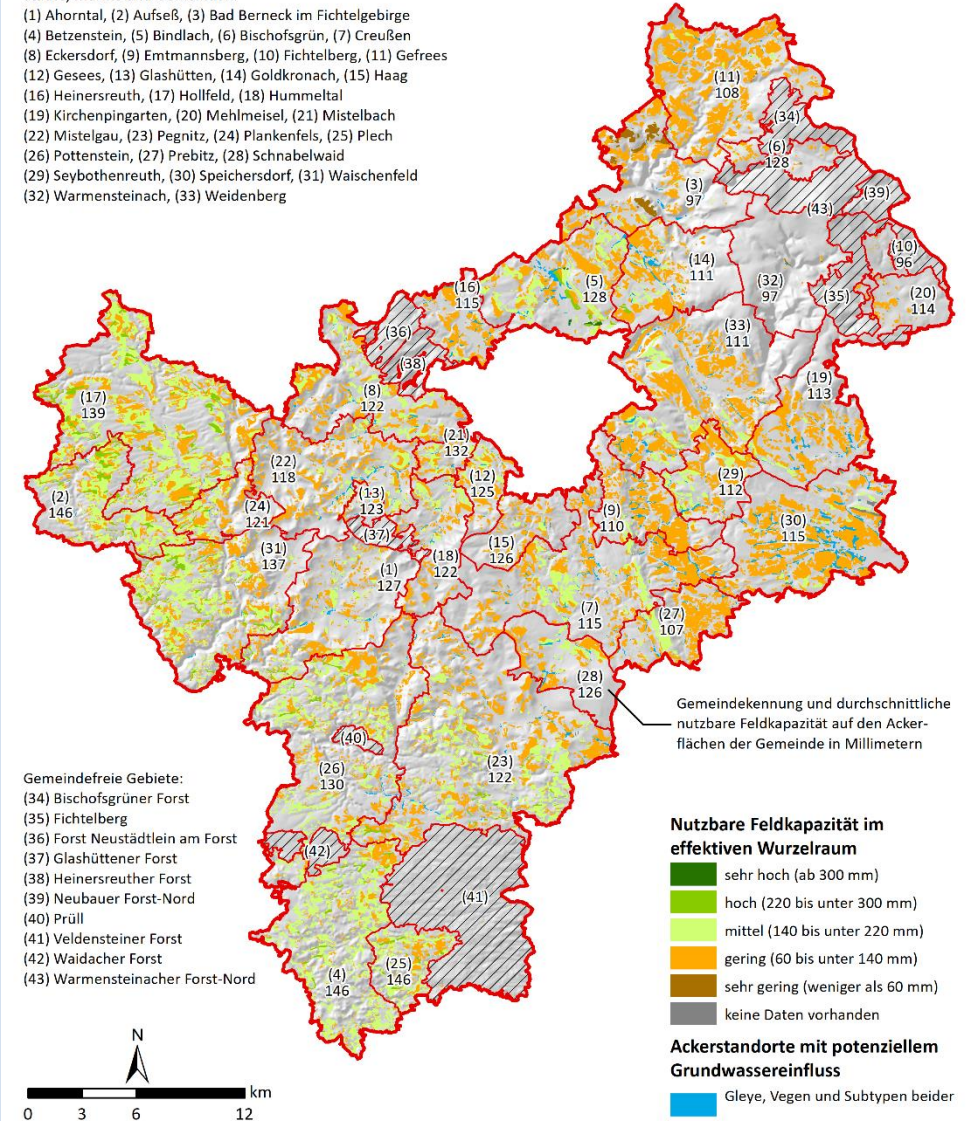 (1) Ahorntal, (2) Aufseß, (3) Bad Berneck im Fichtelgebirge
(4) Betzenstein, (5) Bindlach, (6) Bischofsgrün, (7) Creußen
(8) Eckersdorf, (9) Emtmannsberg, (10) Fichtelberg, (11) Gefrees
(12) Gesees, (13) Glashütten, (14) Goldkronach, (15) Haag
(16) Heinersreuth, (17) Hollfeld, (18) Hummeltal
(19) Kirchenpingarten, (20) Mehlmeisel, (21) Mistelbach
(22) Mistelgau, (23) Pegnitz, (24) Plankenfels, (25) Plech
(26) Pottenstein, (27) Prebitz, (28) Schnabelwaid
(29) Seybothenreuth, (30) Speichersdorf, (31) Waischenfeld
(32) Warmensteinach, (33) Weidenberg
(11)
108
(34)
(6)
128
(3)
97
(39)
(43)
(10)
96
(14)
111
(32)
97
(35)
(20)
114
(5)
128
(16)
115
(36)
(33)
111
(38)
(19)
113
(8)
122
(17)
139
(21)
132
(22)
118
(12)
125
(29)
112
(2)
146
(13)
123
(24)
121
(9)
110
(30)
115
(37)
(31)
137
(15)
126
(18)
122
(1)
127
(7)
115
(27)
107
(28)
126
Gemeindekennung und durchschnittliche
nutzbare Feldkapazität auf den Acker-
flächen der Gemeinde in Millimetern
(40)
(26)
130
(23)
122
(42)
(41)
(25)
146
(4)
146
Gemeindefreie Gebiete:
(34) Bischofsgrüner Forst
(35) Fichtelberg
(36) Forst Neustädtlein am Forst
(37) Glashüttener Forst
(38) Heinersreuther Forst
(39) Neubauer Forst-Nord
(40) Prüll
(41) Veldensteiner Forst
(42) Waidacher Forst
(43) Warmensteinacher Forst-Nord
Nutzbare Feldkapazität im
effektiven Wurzelraum
sehr hoch (ab 300 mm)
hoch (220 bis unter 300 mm)
mittel (140 bis unter 220 mm)
gering (60 bis unter 140 mm)
sehr gering (weniger als 60 mm)
keine Daten vorhanden
Ackerstandorte mit potenziellem
Grundwassereinfluss
Gleye, Vegen und Subtypen beider
N
km
0 3 6 12